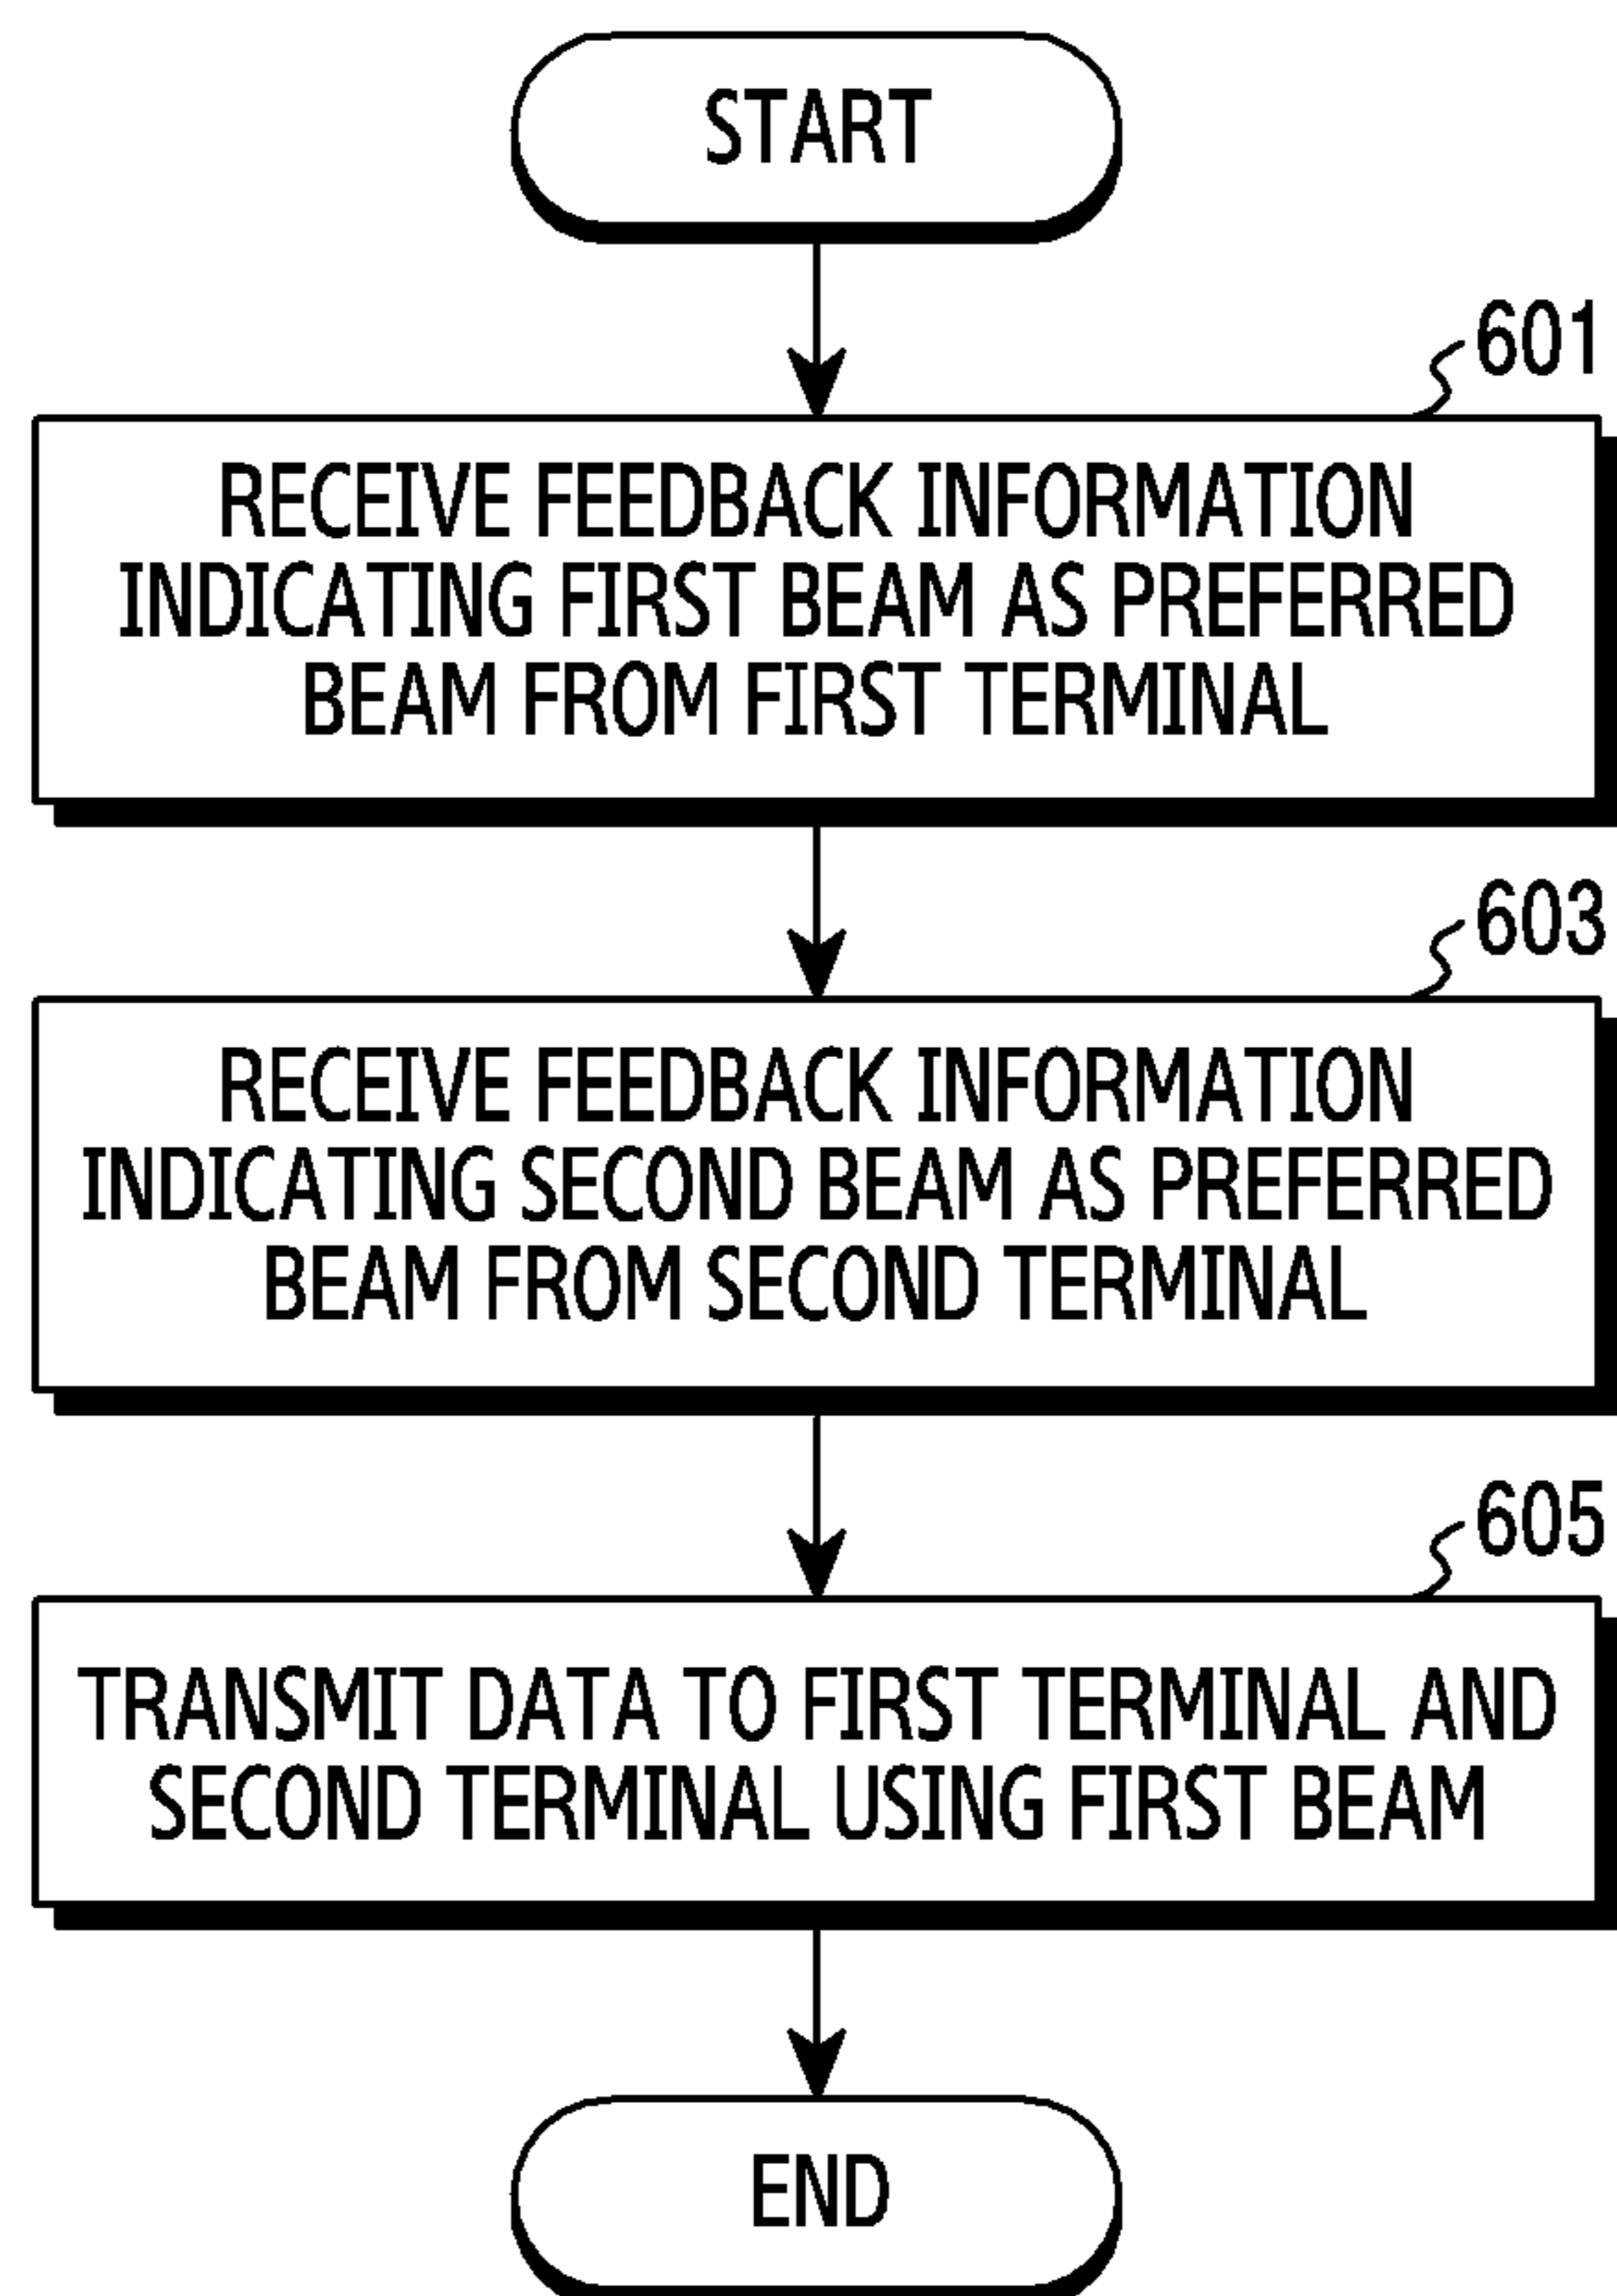 START
601
RECEIVE FEEDBACK INFORMATION
INDICATING FIRST BEAM AS PREFERRED
BEAM FROM FIRST TERMINAL
603
RECEIVE FEEDBACK INFORMATION
INDICATING SECOND BEAM AS PREFERRED
BEAM FROM SECOND TERMINAL
605
TRANSMIT DATA TO FIRST TERMINAL AND
SECOND TERMINAL USING FIRST BEAM
END